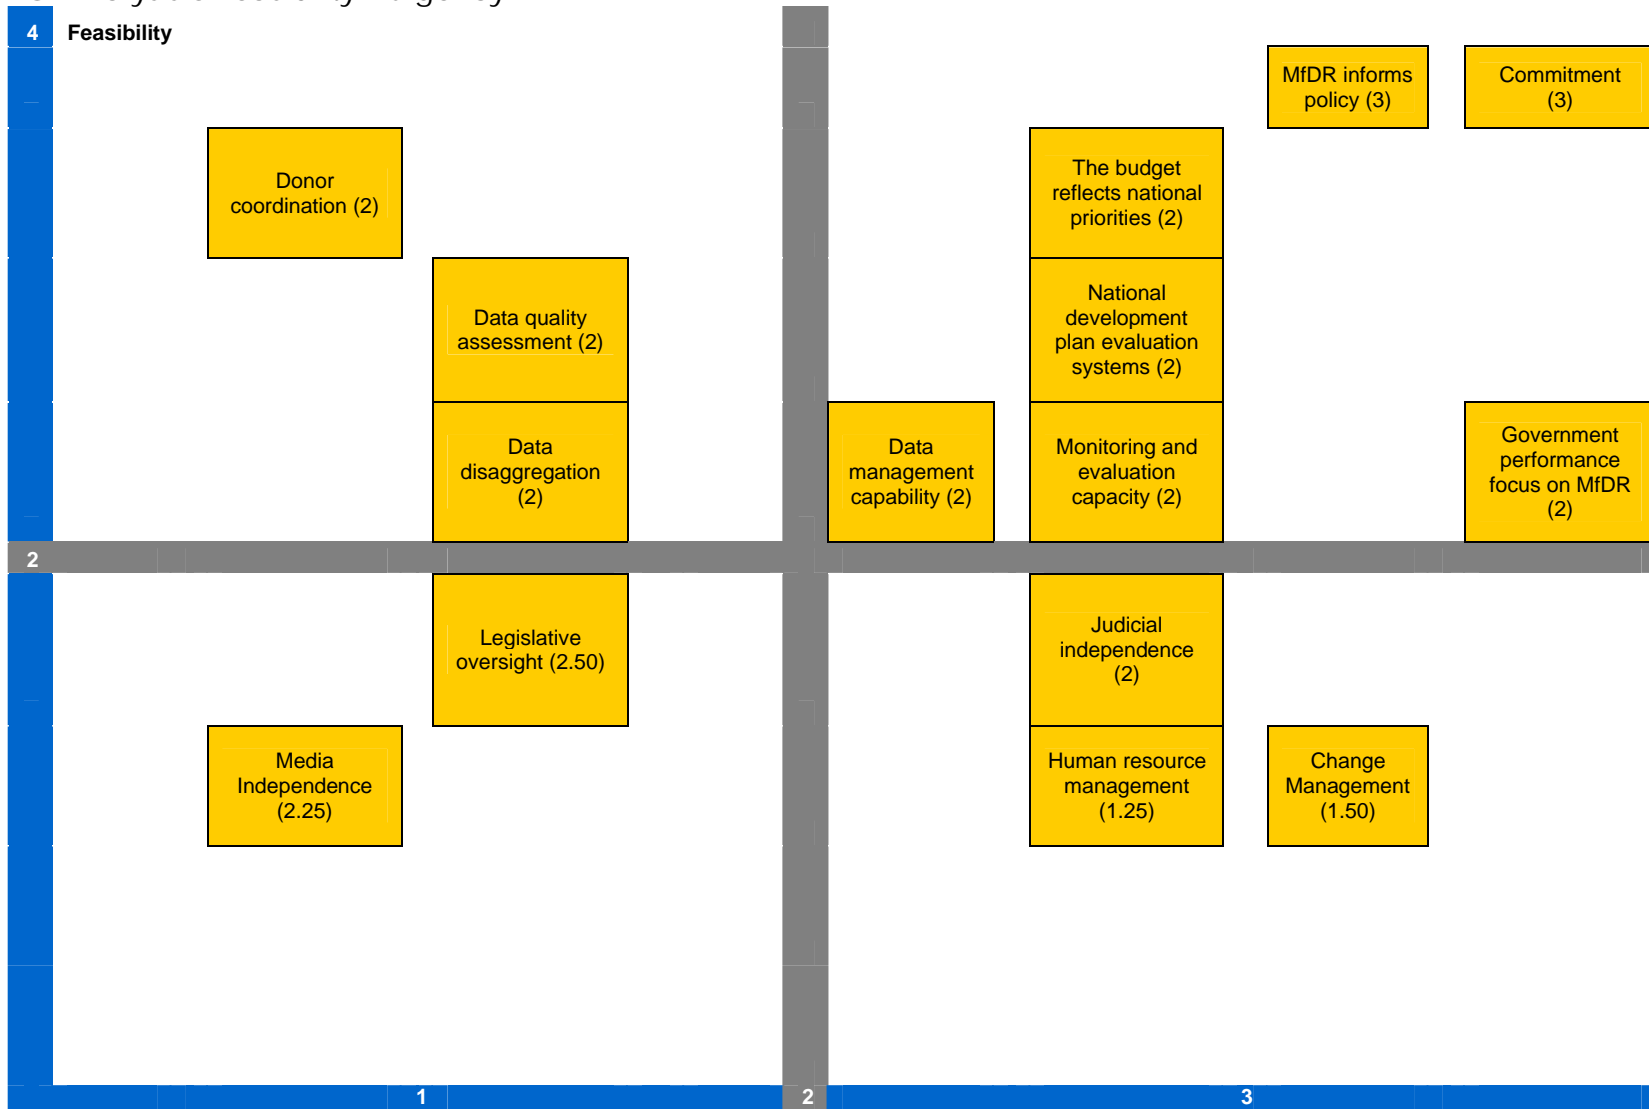 4 Feasibility
MfDR informs
policy (3)
Commitment
(3)
Donor
coordination (2)
The budget
reflects national
priorities (2)
Data quality
assessment (2)
National
development
plan evaluation
systems (2)
Data
disaggregation
(2)
Data
management
capability (2)
Monitoring and
evaluation
capacity (2)
Government
performance
focus on MfDR
(2)
2
Legislative
oversight (2.50)
Judicial
independence
(2)
Media
Independence
(2.25)
Human resource
management
(1.25)
Change
Management
(1.50)
1 2 3